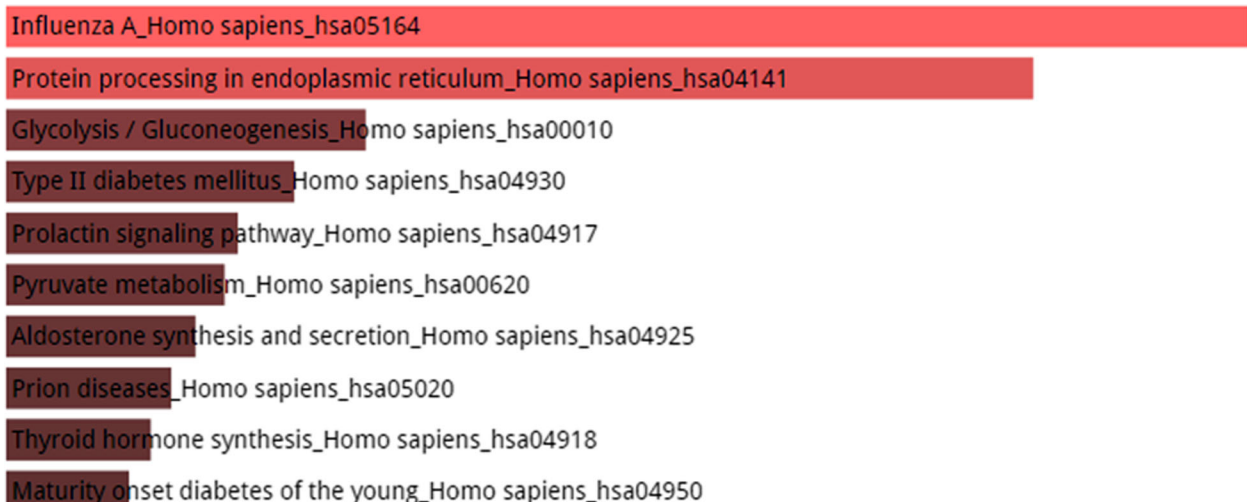 Influenza A_Homo sapiens_hsa05164
Protein processing in endoplasmic reticulum_Homo sapiens_hsa04141
Glycolysis / Gluconeogenesis_Homo sapiens_hsa00010
Type II diabetes mellitus_Homo sapiens_hsa04930
Prolactin signaling pathway_Homo sapiens_hsa04917
Pyruvate metabolism_Homo sapiens_hsa00620
Aldosterone synthesis and secretion_Homo sapiens_hsa04925
Prion diseases_Homo sapiens_hsa05020
Thyroid hormone synthesis_Homo sapiens_hsa04918
Maturity onset diabetes of the young_Homo sapiens_hsa04950